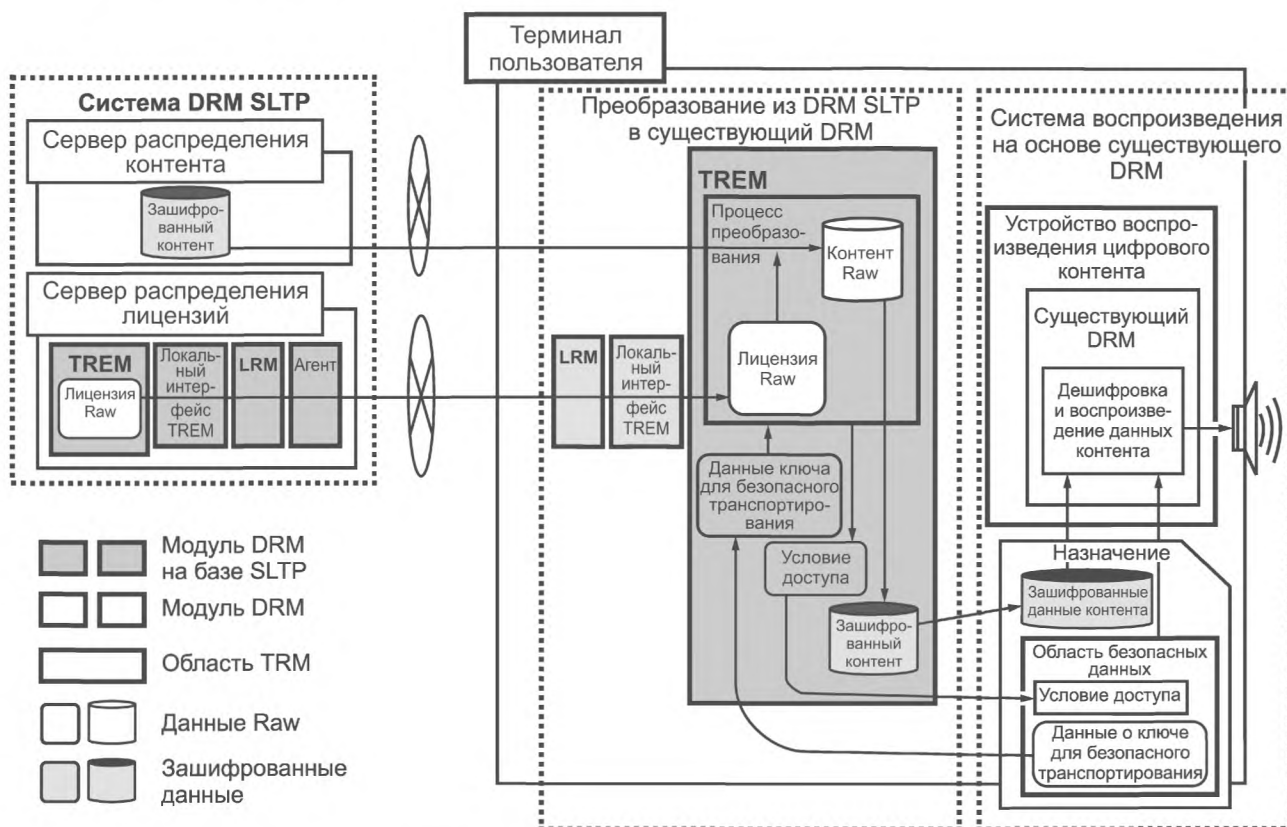 Терминал
пользователя
Система DRM SLTP
Сервер распределения
контента
Зашифро-
ванный
контент
Сервер распределения
лицензий
TREM
Лицензия
Raw
Локаль-
ный
интер-
фейс
TREM
LRM
Агент
Преобразование из DRM SLTP
в существующий DRM
LRM
Локаль-
ный
интер-
фейс
TREM
TREM
Процесс
преобразо-
вания
Контент
Raw
Лицензия
Raw
Данные ключа
для безопасного
транспортиро-
вания
Условие
доступа
Зашифро-
ванный
контент
Система воспроизведения
на основе существующего
DRM
Устройство воспро-
изведения цифрового
контента
Существующий
DRM
Дешифровка
и воспроизве-
дение данных
контента
Назначение
Зашифрованные
данные контента
Область безопасных
данных
Условие доступа
Данные о ключе
для безопасного
транспортирования
Модуль DRM
на базе SLTP
Модуль DRM
Область TRM
Данные Raw
Зашифрованные
данные